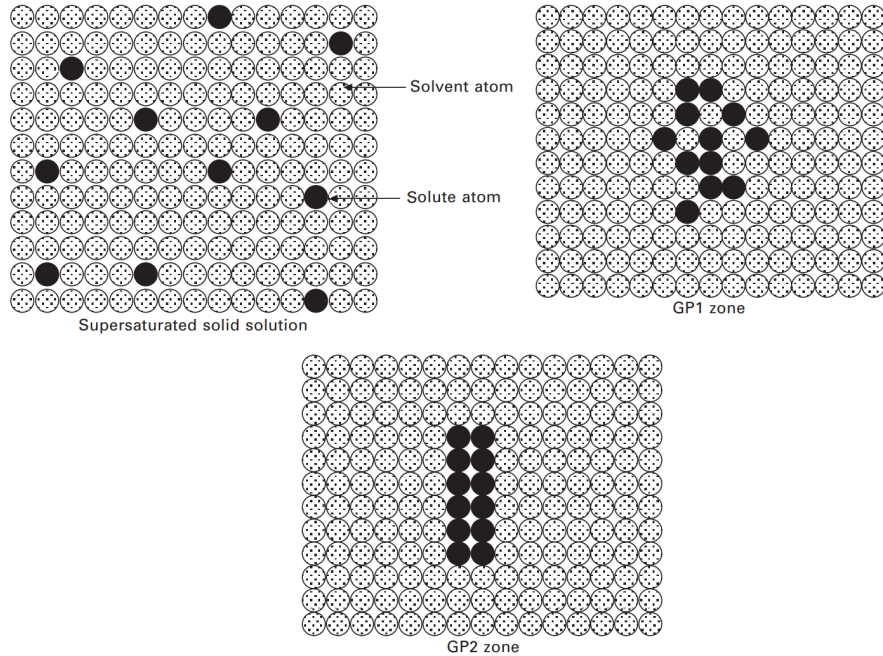 Solvent atom
Solute atom
Supersaturated solid solution
GP1 zone
GP2 zone